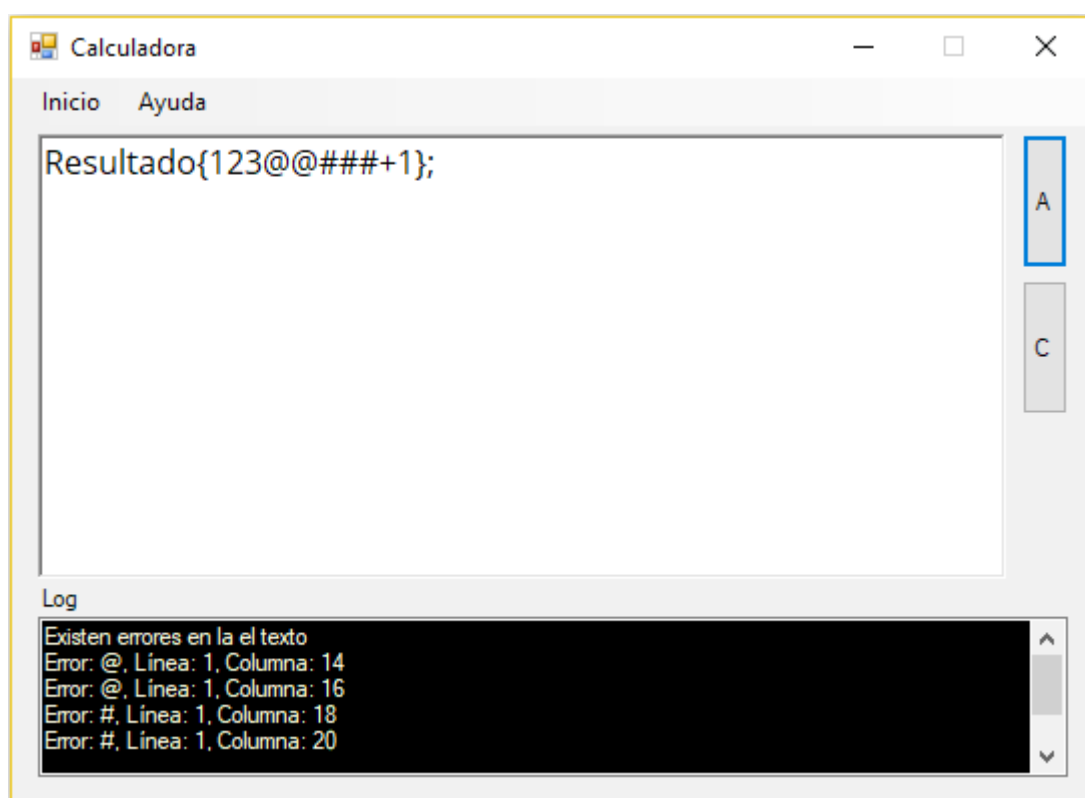 Calculadora
Inicio Ayuda
Resultado{123@@###+1};
A
C
Log
Existen errores en la el texto
Error: @, Línea: 1, Columna: 14
Error: @, Línea: 1, Columna: 16
Error: #, Línea: 1, Columna: 18
Error: #, Línea: 1, Columna: 20